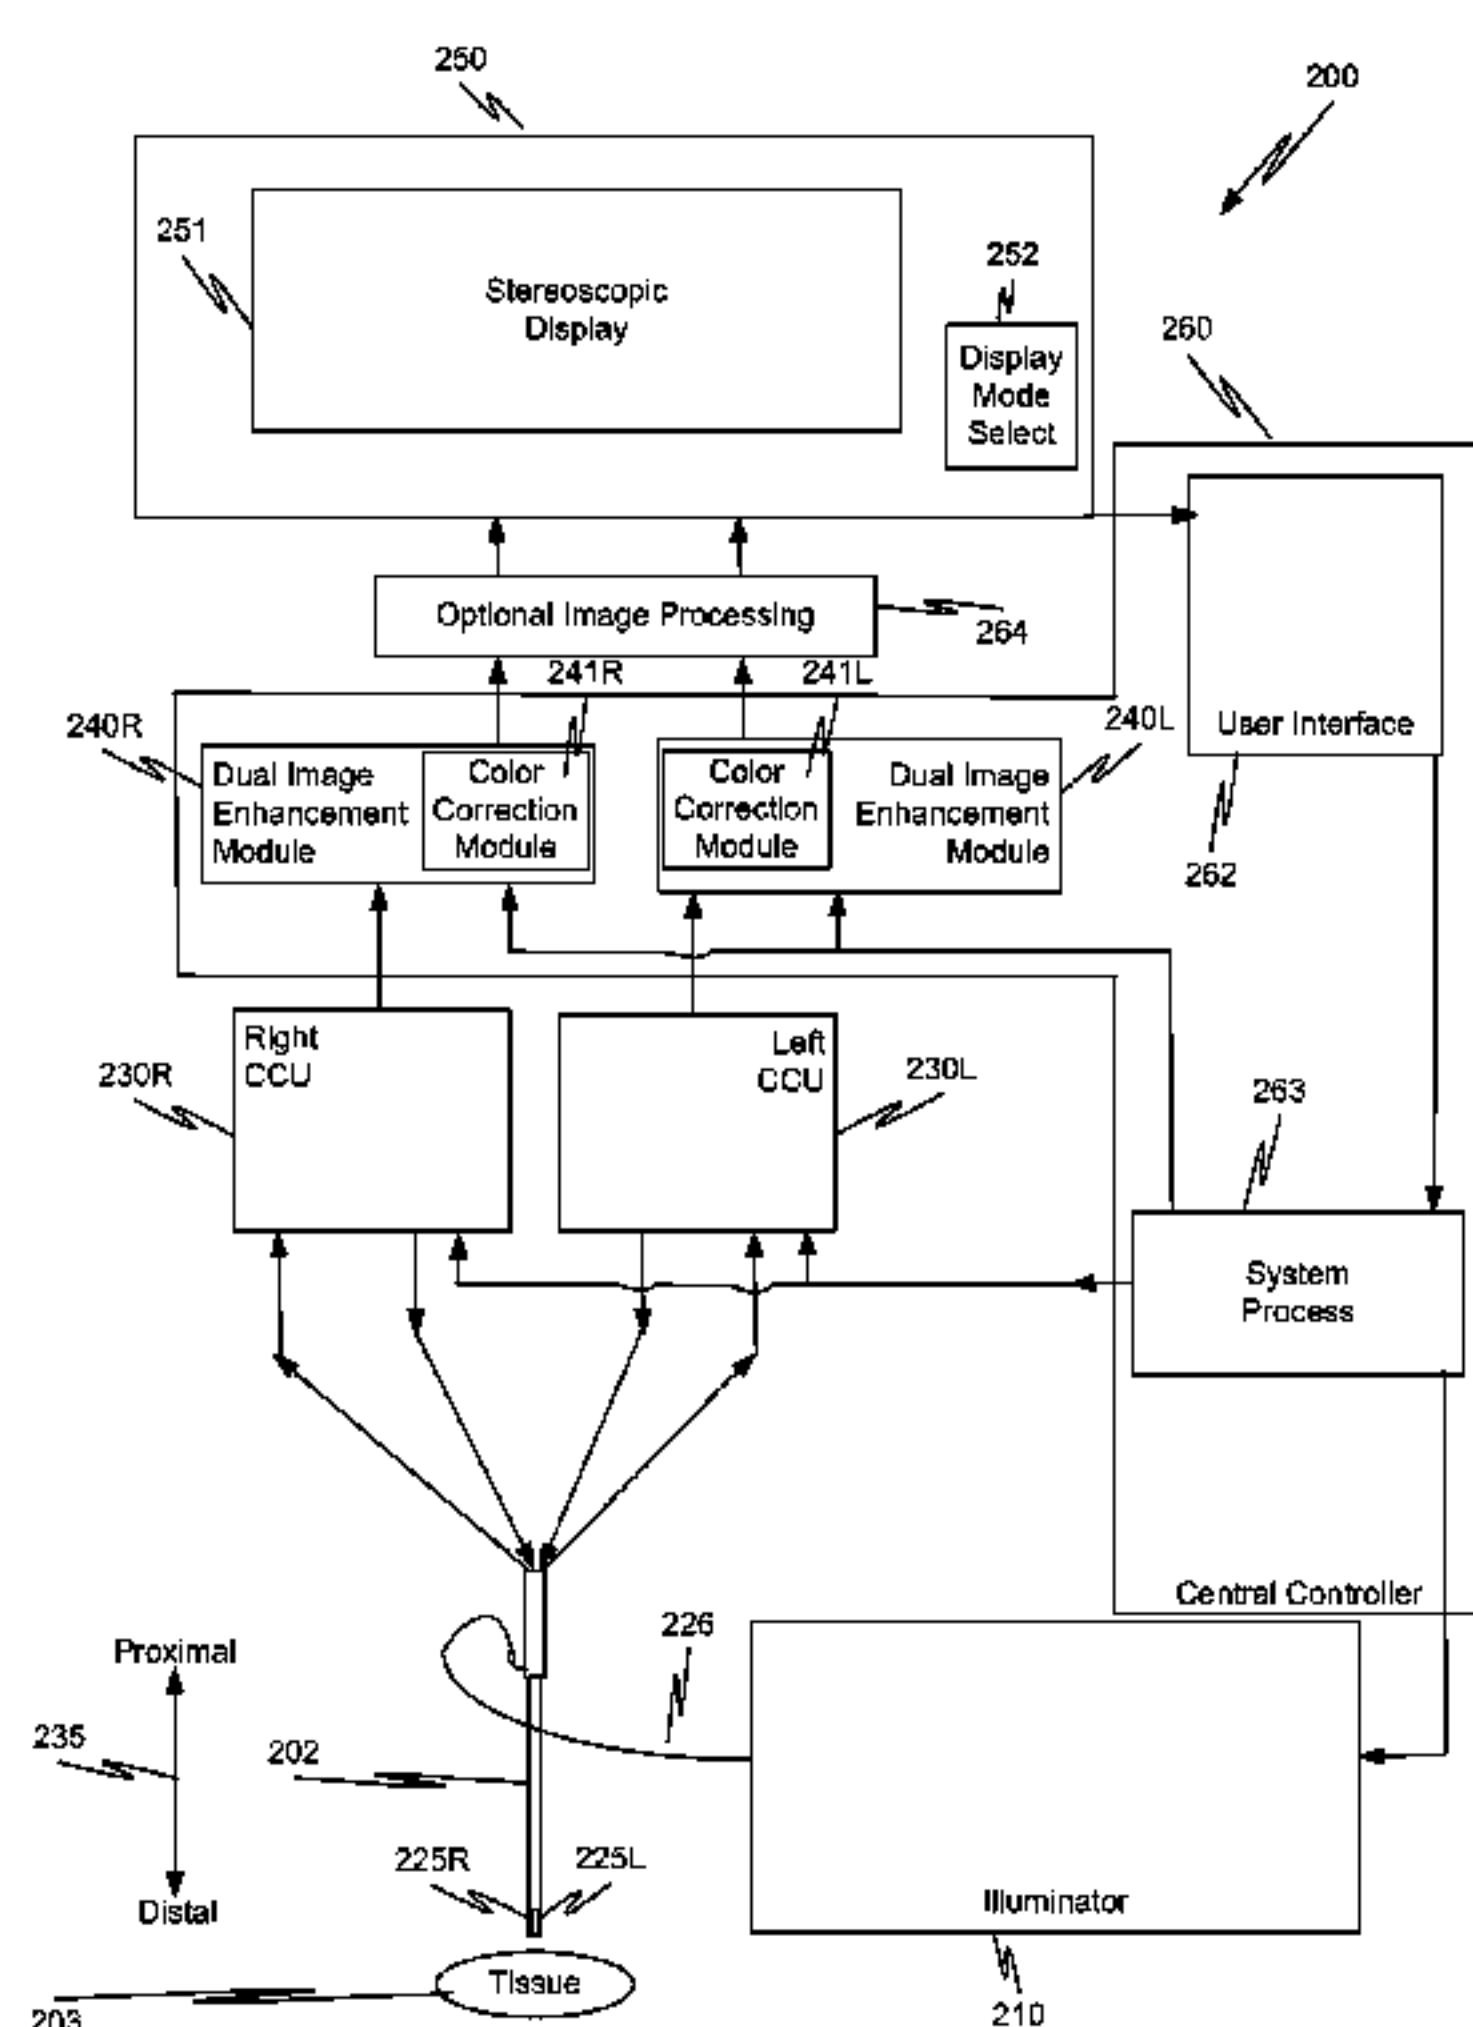 250
200
251
252
Stereoscopic
Display
260
Display
Mode
Select
Optional Image Processing
264
241R
241L
240R
240L
User Interface
Dual Image
Enhancement
Module
Color
Correction
Module
Color
Correction
Module
Dual Image
Enhancement
Module
262
Right
CCU
Left
CCU
230R
230L
263
System
Process
Central Controller
226
Proximal
235
202
225R
225L
Distal
Illuminator
Tissue
203
210